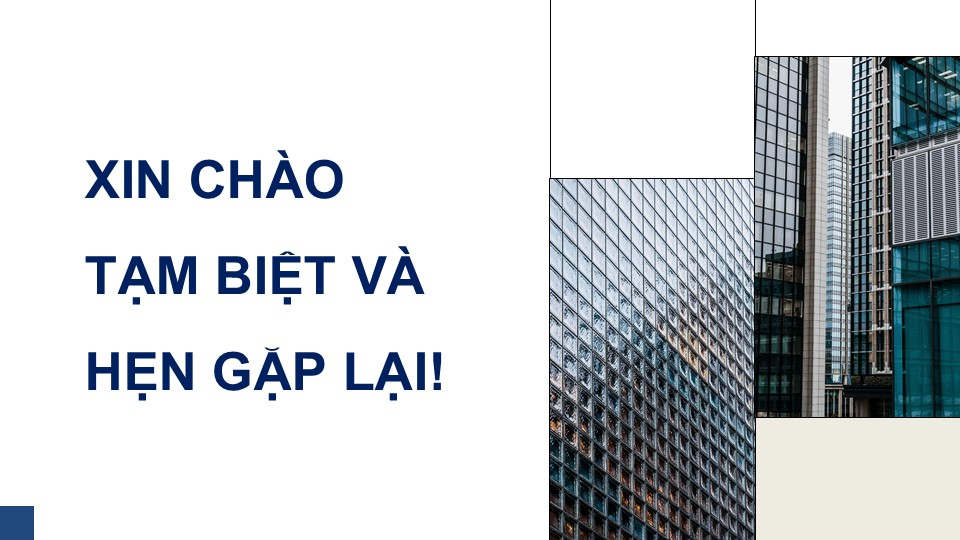 XIN CHÀO
TẠM BIỆT VÀ
HẸN GẶP LẠI!